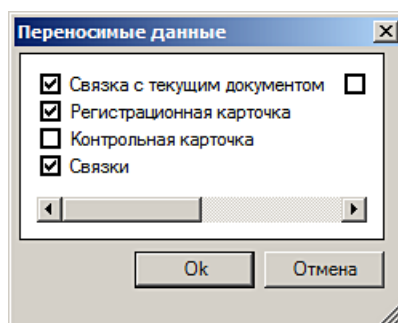 Переносимые данные
Связка с текущим документом
Регистрационная карточка
Контрольная карточка
Связки
Ok Отмена